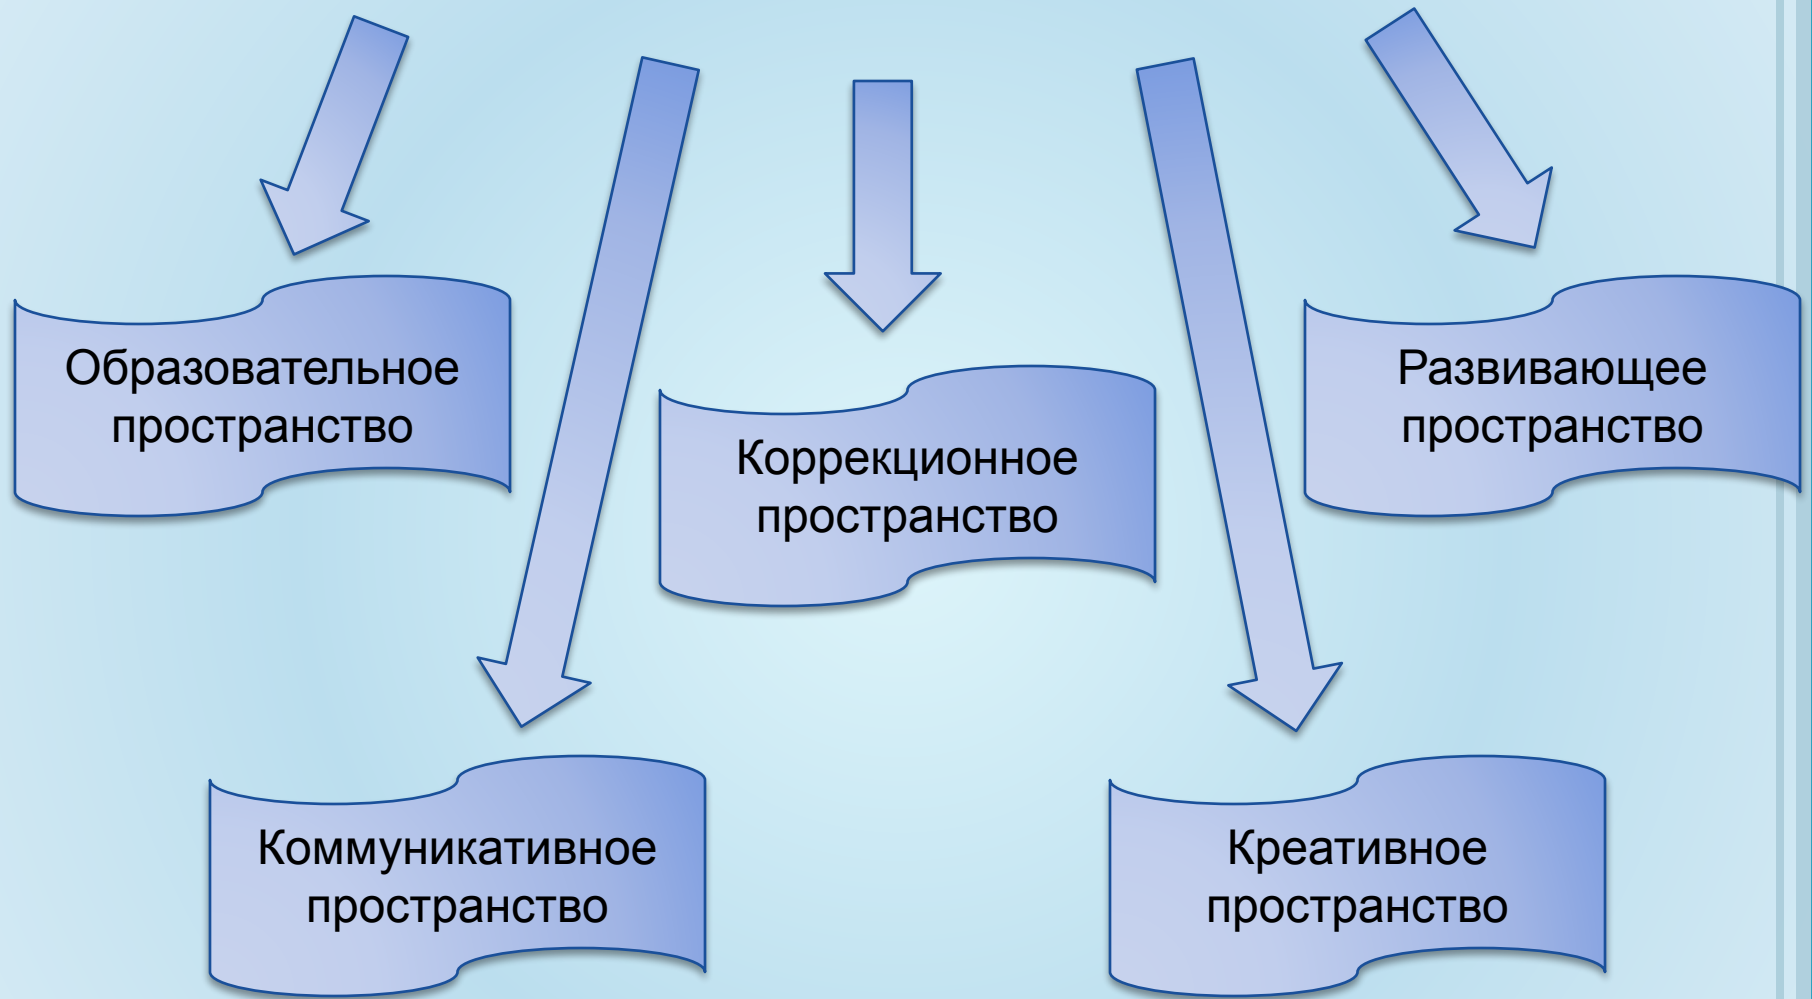 Образовательное
пространство
Коррекционное
пространство
Развивающее
пространство
Коммуникативное
пространство
Креативное
пространство